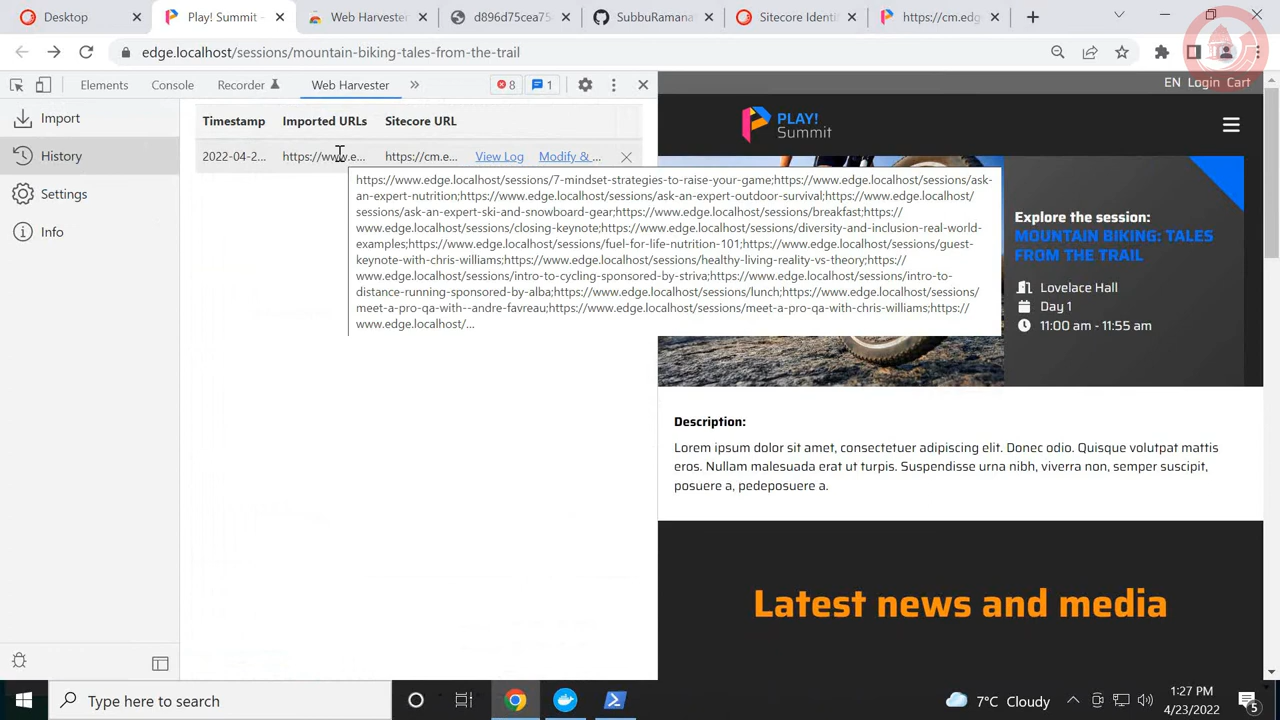 Desktop
Play! Summit -
Web Harvester
d896d75cea75
SubbuRamana
Sitecore Identi
https://cm.edg
edge.localhost/sessions/mountain-biking-tales-from-the-trail
Elements
Console
Recorder
Web Harvester
8
1
EN Login Cart
Import
History
Settings
Info
Timestamp
Imported URLs
Sitecore URL
2022-04-2...
https://www.e...
https://cm.e...
View Log
Modify & ...
https://www.edge.localhost/sessions/7-mindset-strategies-to-raise-your-game;https://www.edge.localhost/sessions/ask-
an-expert-nutrition;https://www.edge.localhost/sessions/ask-an-expert-outdoor-survival;https://www.edge.localhost/
sessions/ask-an-expert-ski-and-snowboard-gear;https://www.edge.localhost/sessions/breakfast;https://
www.edge.localhost/sessions/closing-keynote;https://www.edge.localhost/sessions/diversity-and-inclusion-real-world-
examples;https://www.edge.localhost/sessions/fuel-for-life-nutrition-101;https://www.edge.localhost/sessions/guest-
keynote-with-chris-williams;https://www.edge.localhost/sessions/healthy-living-reality-vs-theory;https://
www.edge.localhost/sessions/intro-to-cycling-sponsored-by-striva;https://www.edge.localhost/sessions/intro-to-
distance-running-sponsored-by-alba;https://www.edge.localhost/sessions/lunch;https://www.edge.localhost/sessions/
meet-a-pro-qa-with--andre-favreau;https://www.edge.localhost/sessions/meet-a-pro-qa-with-chris-williams;https://
www.edge.localhost/...
PLAY!
Summit
Explore the session:
MOUNTAIN BIKING: TALES
FROM THE TRAIL
Lovelace Hall
Day 1
11:00 am - 11:55 am
Description:
Lorem ipsum dolor sit amet, consectetuer adipiscing elit. Donec odio. Quisque volutpat mattis
eros. Nullam malesuada erat ut turpis. Suspendisse urna nibh, viverra non, semper suscipit,
posuere a, pedeposuere a.
Latest news and media
Type here to search
7°C Cloudy
1:27 PM
4/23/2022
5